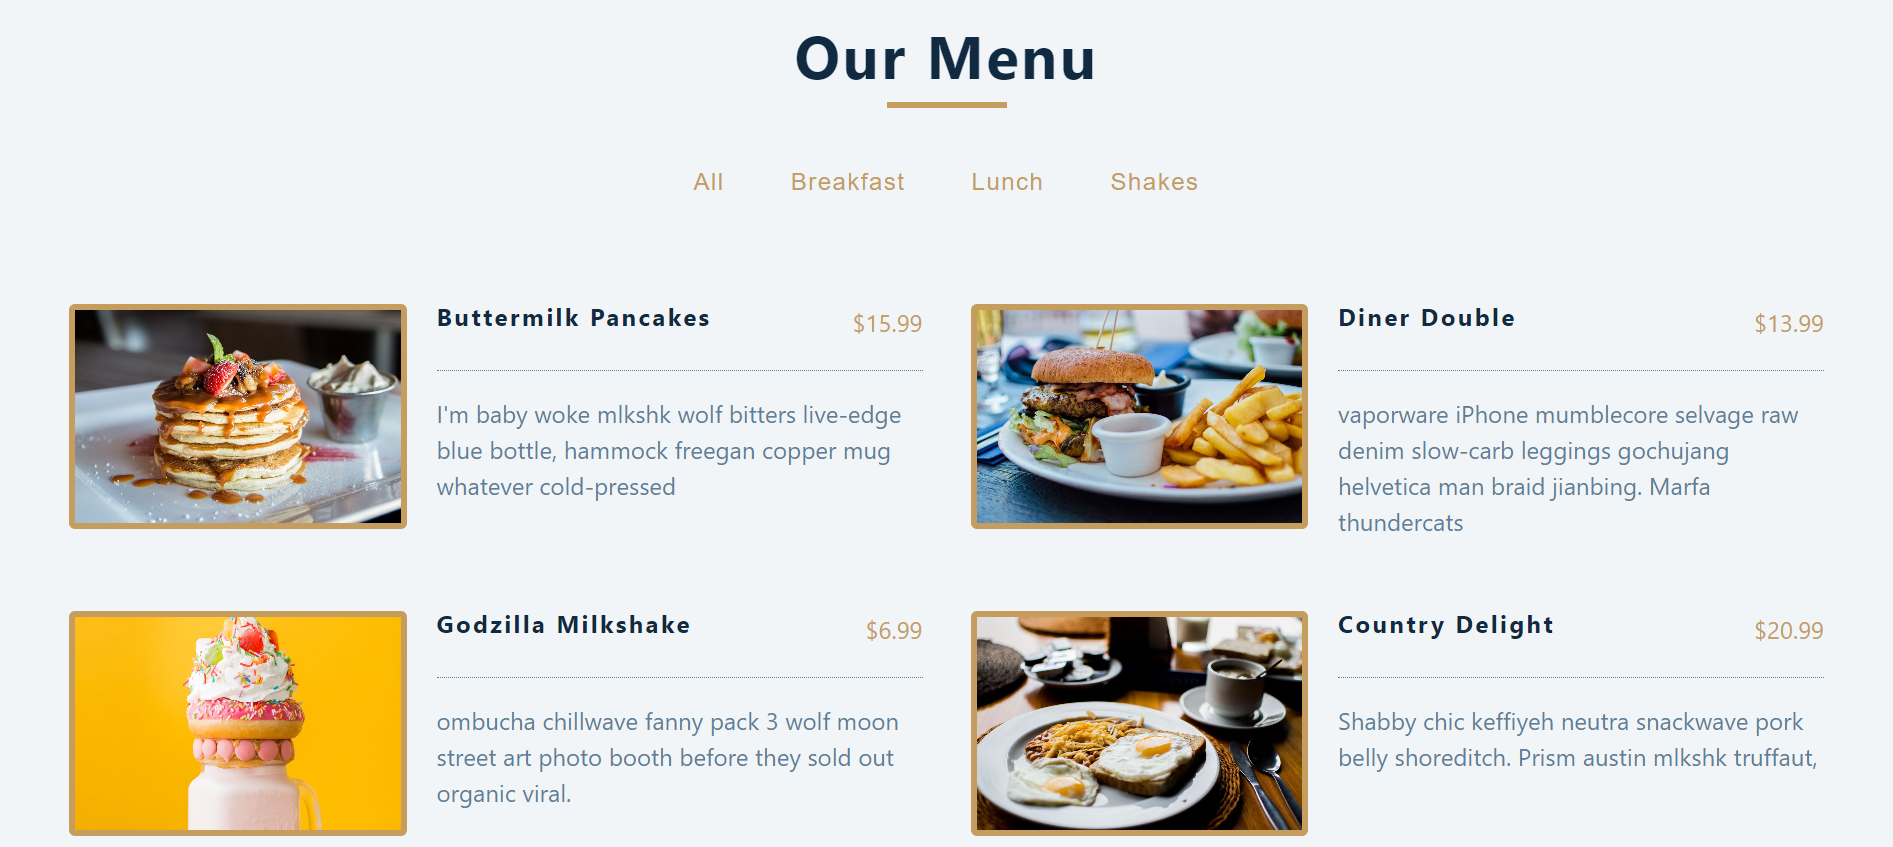 Our Menu
All Breakfast Lunch Shakes
Buttermilk Pancakes $15.99
I'm baby woke mlkshk wolf bitters live-edge
blue bottle, hammock freegan copper mug
whatever cold-pressed
Diner Double $13.99
vaporware iPhone mumblecore selvage raw
denim slow-carb leggings gochujang
helvetica man braid jianbing. Marfa
thundercats
Godzilla Milkshake $6.99
ombucha chillwave fanny pack 3 wolf moon
street art photo booth before they sold out
organic viral.
Country Delight $20.99
Shabby chic keffiyeh neutra snackwave pork
belly shoreditch. Prism austin mlkshk truffaut,